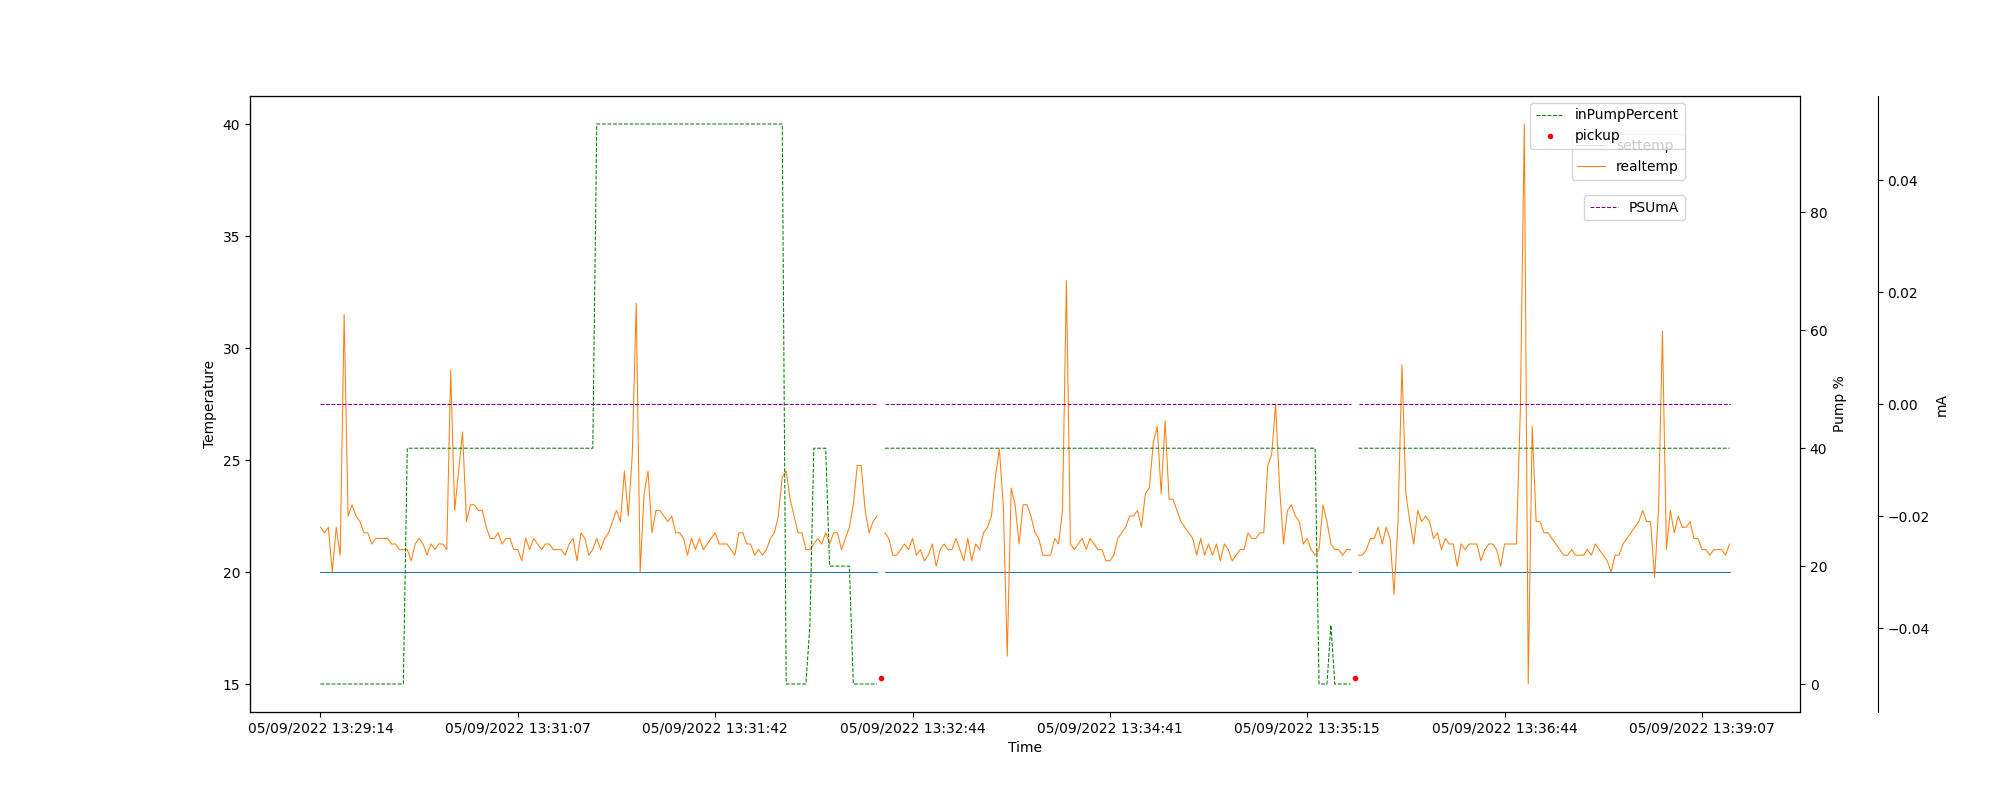 40
35
30
25
20
15
Temperature
05/09/2022 13:29:14
05/09/2022 13:31:07
05/09/2022 13:31:42
05/09/2022 13:32:44
05/09/2022 13:34:41
05/09/2022 13:35:15
05/09/2022 13:36:44
05/09/2022 13:39:07
Time
inPumpPercent
pickup
settemp
realtemp
PSUmA
80
60
40
20
0
Pump %
0.04
0.02
0.00
−0.02
−0.04
mA